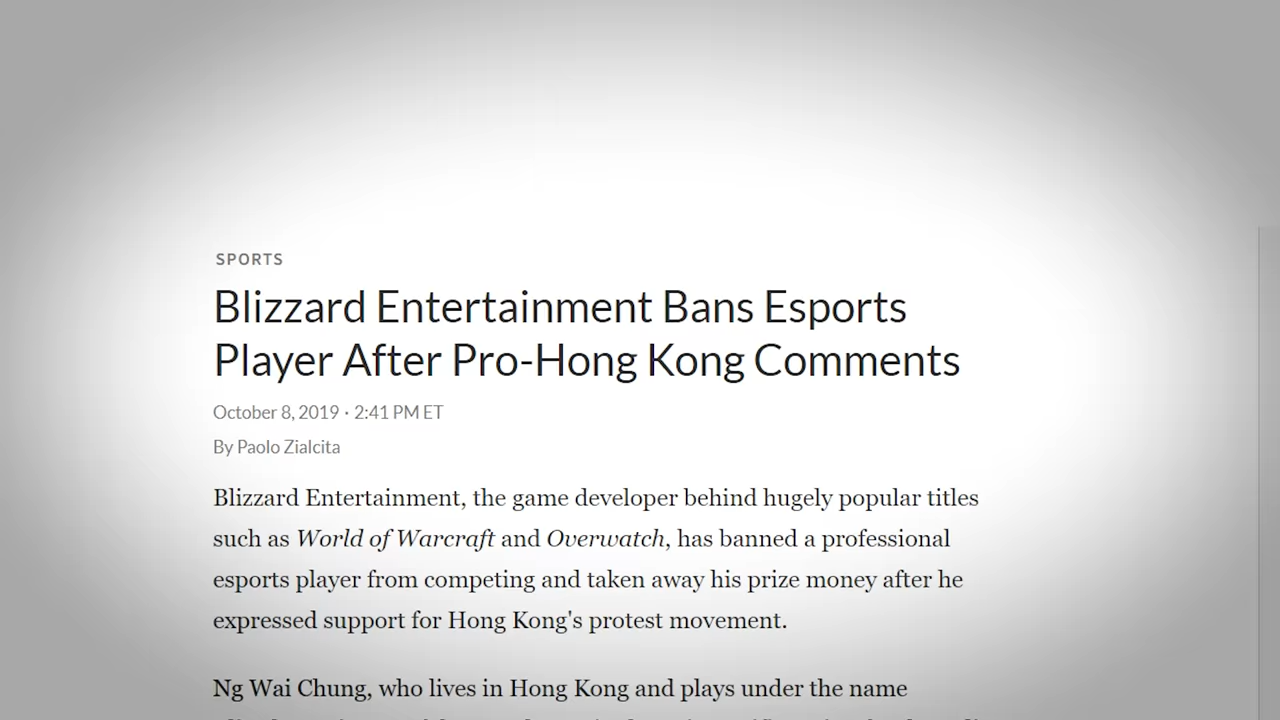 SPORTS
Blizzard Entertainment Bans Esports
Player After Pro-Hong Kong Comments
October 8, 2019 · 2:41 PM ET
By Paolo Zialcita
Blizzard Entertainment, the game developer behind hugely popular titles
such as World of Warcraft and Overwatch, has banned a professional
esports player from competing and taken away his prize money after he
expressed support for Hong Kong's protest movement.
Ng Wai Chung, who lives in Hong Kong and plays under the name